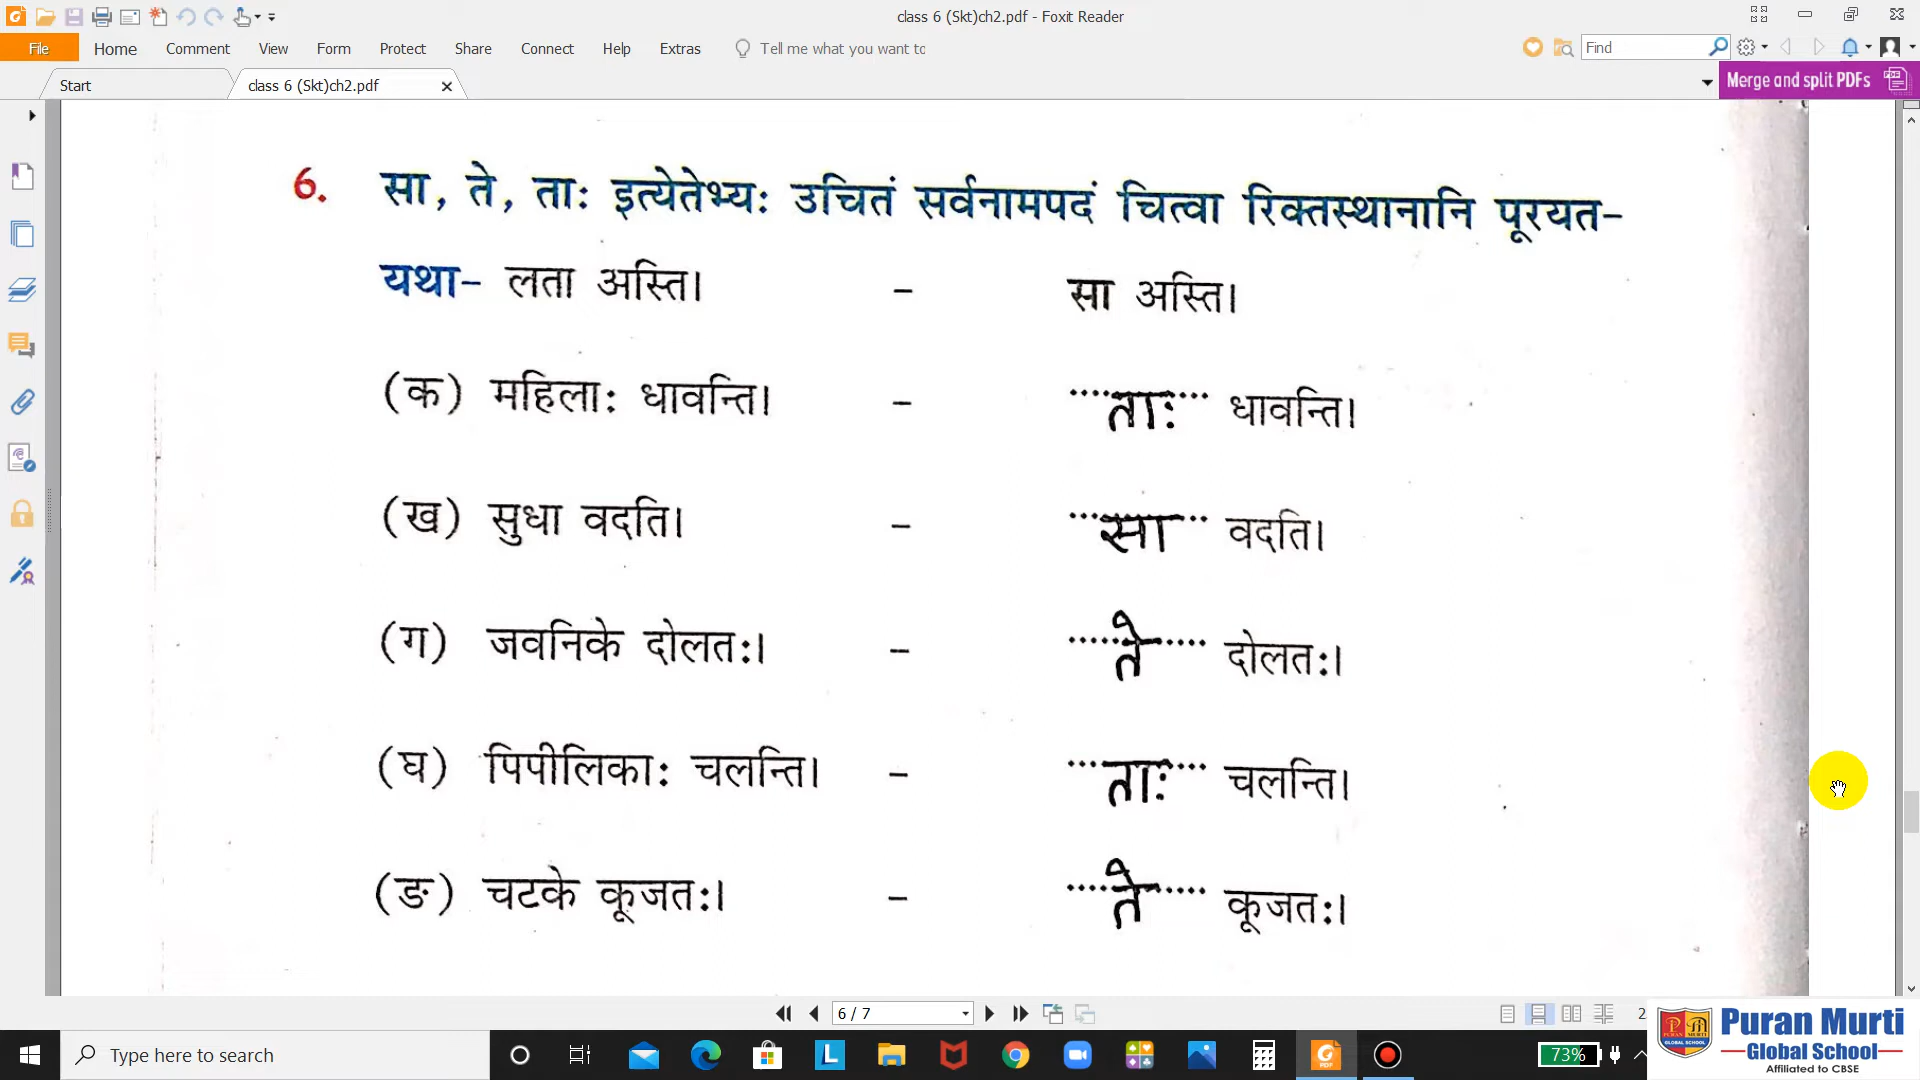 class 6 (Skt)ch2.pdf - Foxit Reader
File Home Comment View Form Protect Share Connect Help Extras Tell me what you want to Find
Start class 6 (Skt)ch2.pdf Merge and split PDFs
6. सा, ते, ताः इत्येतेभ्यः उचितं सर्वनामपदं चित्वा रिक्तस्थानानि पूरयत-
यथा- लता अस्ति। - सा अस्ति।
(क) महिलाः धावन्ति। - ताः धावन्ति।
(ख) सुधा वदति। - सा वदति।
(ग) जवनिके दोलतः। - ते दोलतः।
(घ) पिपीलिकाः चलन्ति। - ताः चलन्ति।
(ङ) चटके कूजतः। - ते कूजतः।
6 / 7 2
Type here to search 73%
Puran Murti
Global School
Affiliated to CBSE